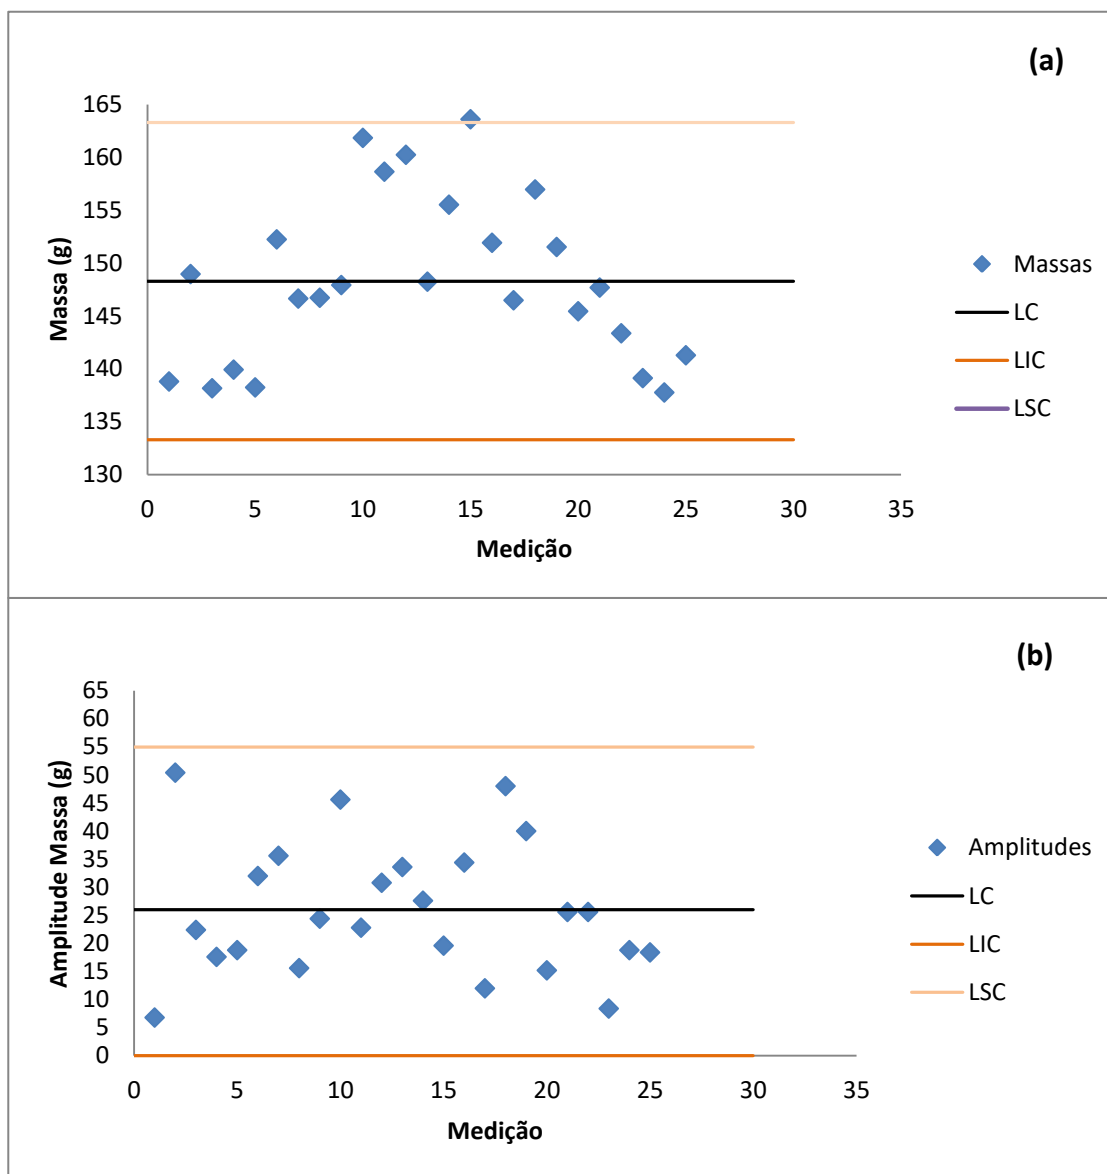 (a)
165
160
155
150
145
140
135
130
Massa (g)
0 5 10 15 20 25 30 35
Medição
Massas
LC
LIC
LSC
(b)
65
60
55
50
45
40
35
30
25
20
15
10
5
0
Amplitude Massa (g)
0 5 10 15 20 25 30 35
Medição
Amplitudes
LC
LIC
LSC